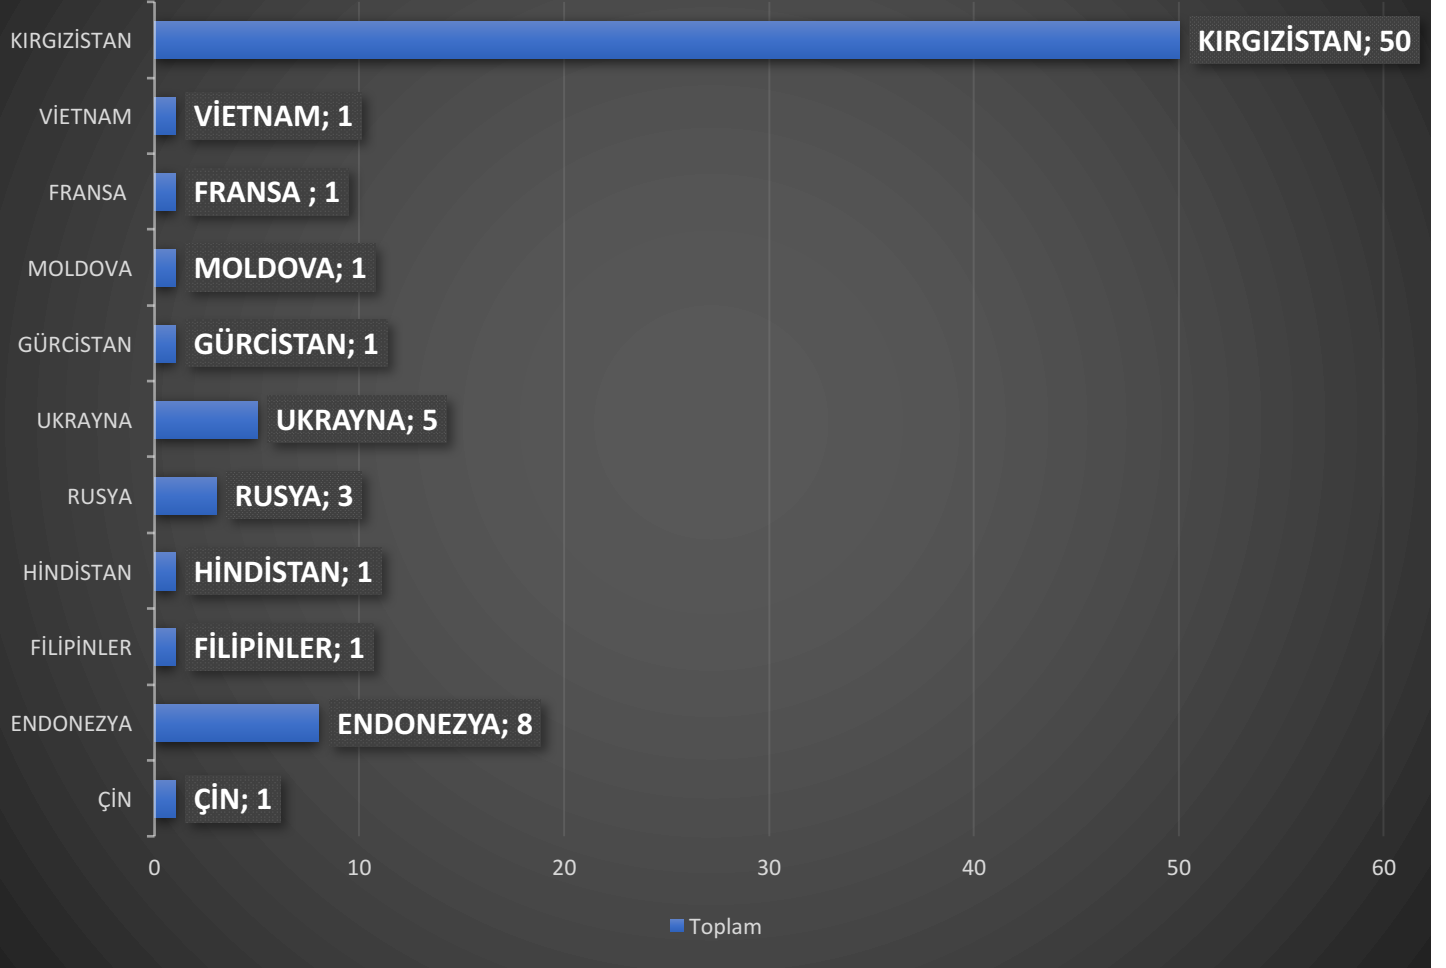 KIRGIZİSTAN KIRGIZİSTAN; 50
VİETNAM VİETNAM; 1
FRANSA FRANSA ; 1
MOLDOVA MOLDOVA; 1
GÜRCİSTAN GÜRCİSTAN; 1
UKRAYNA UKRAYNA; 5
RUSYA RUSYA; 3
HİNDİSTAN HİNDİSTAN; 1
FİLİPİNLER FİLİPİNLER; 1
ENDONEZYA ENDONEZYA; 8
ÇİN ÇİN; 1
0 10 20 30 40 50 60
Toplam